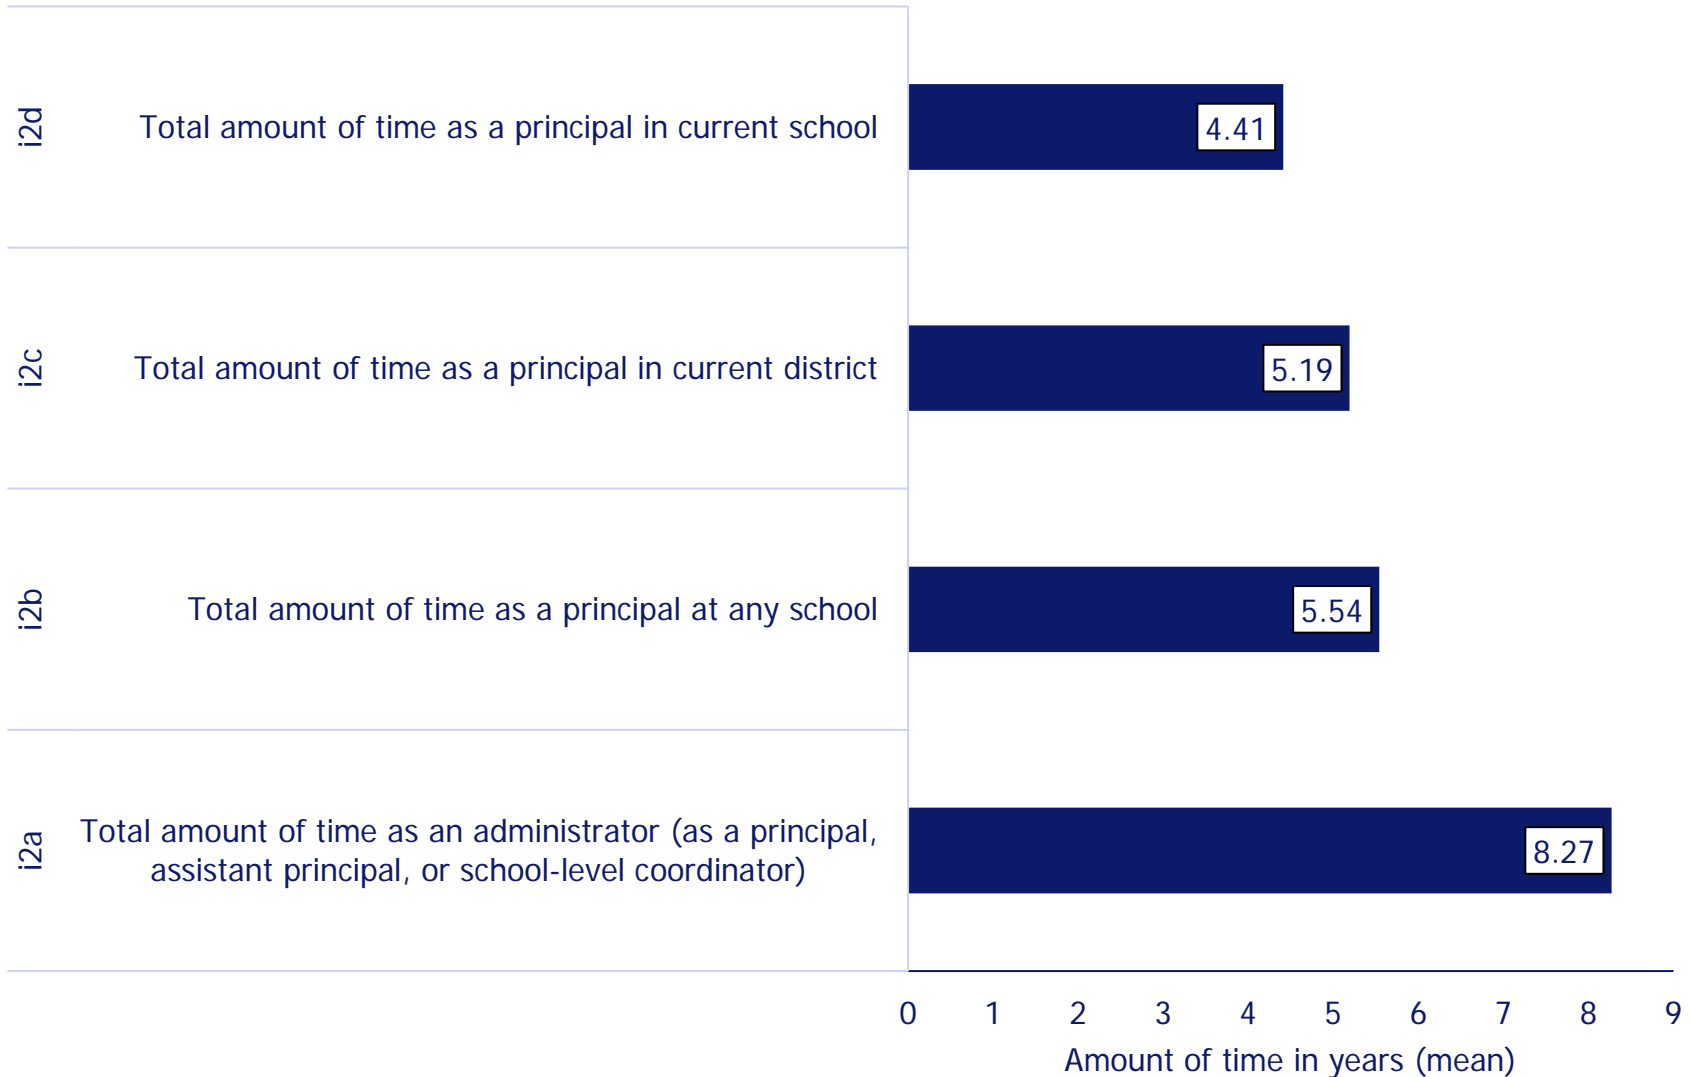 i2d
Total amount of time as a principal in current school
4.41
i2c
Total amount of time as a principal in current district
5.19
i2b
Total amount of time as a principal at any school
5.54
i2a
Total amount of time as an administrator (as a principal,
assistant principal, or school-level coordinator)
8.27
0 1 2 3 4 5 6 7 8 9
Amount of time in years (mean)